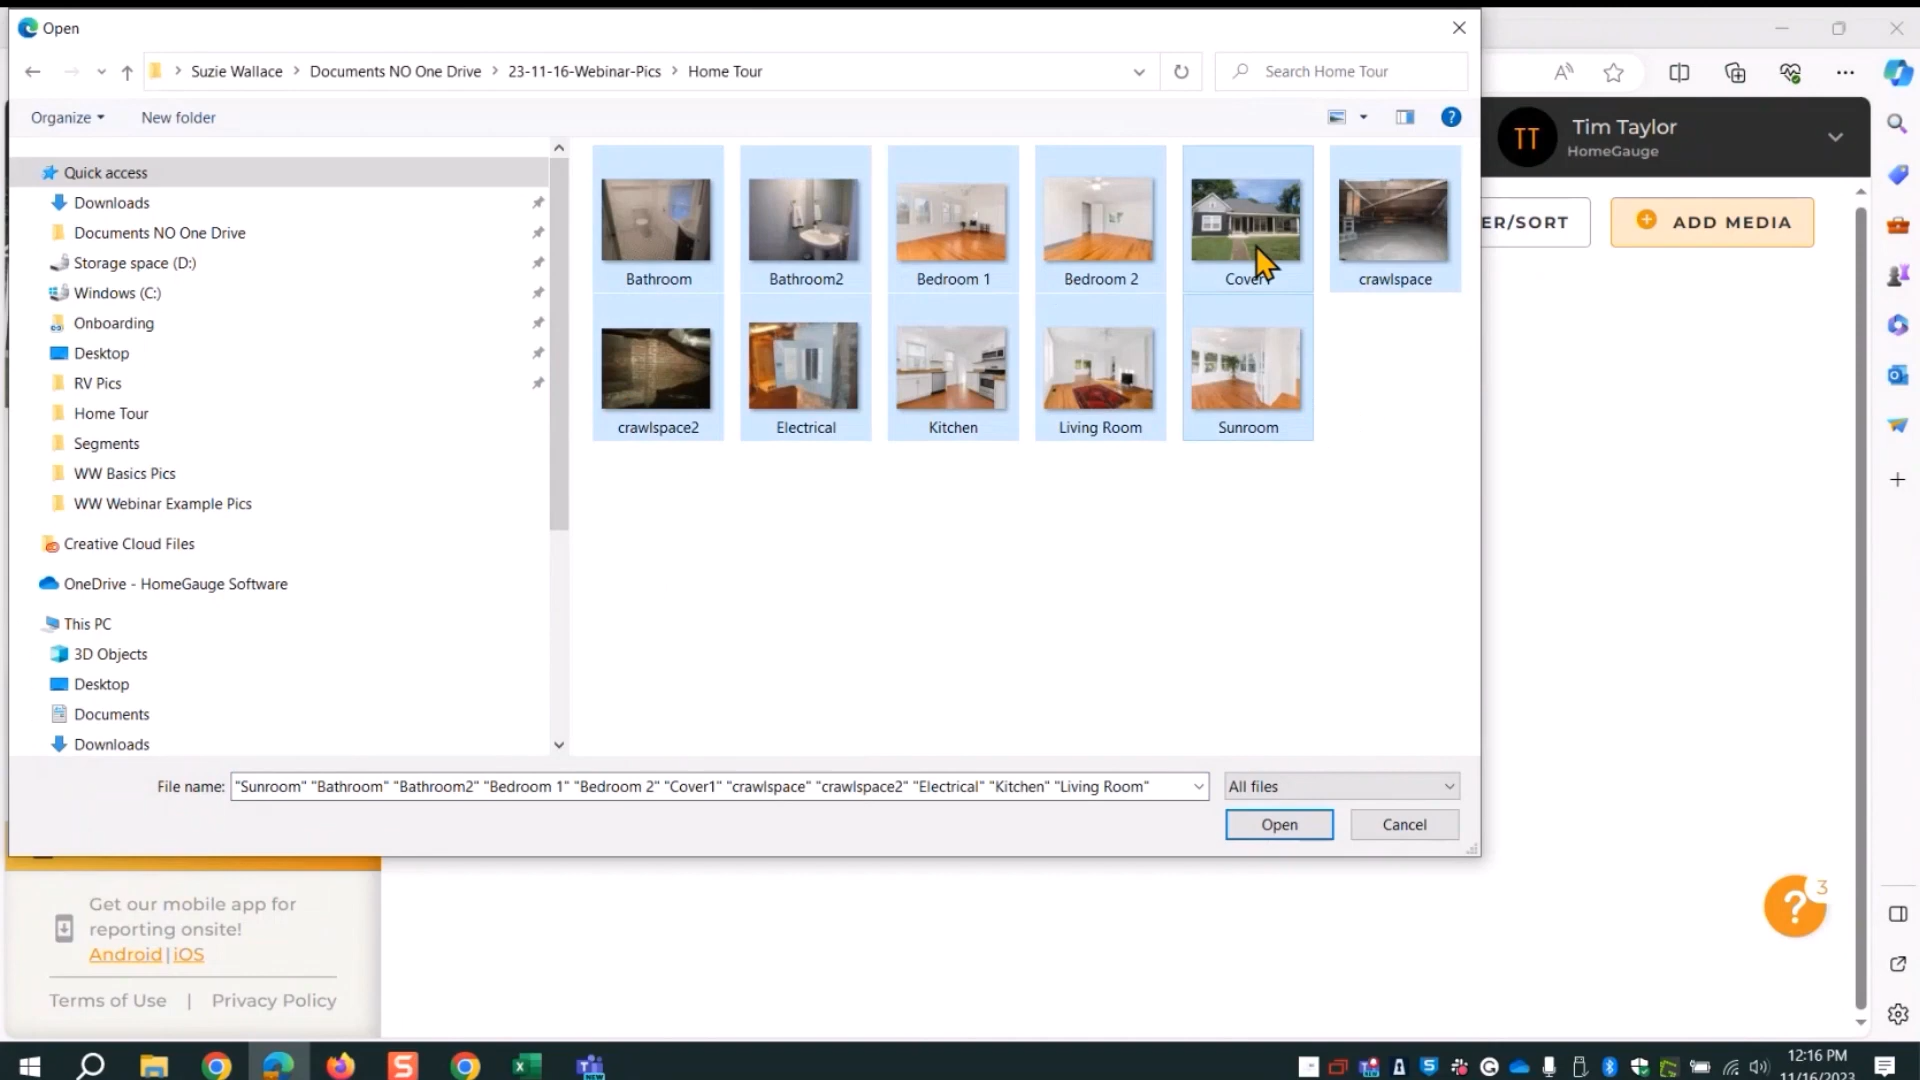 Open
Suzie Wallace
Documents NO One Drive
23-11-16-Webinar-Pics
Home Tour
Search Home Tour
Organize
New folder
Tim Taylor
HomeGauge
TT
ER/SORT
ADD MEDIA
Quick access
Downloads
Documents NO One Drive
Storage space (D:)
Windows (C:)
Onboarding
Desktop
RV Pics
Home Tour
Segments
WW Basics Pics
WW Webinar Example Pics
Creative Cloud Files
OneDrive - HomeGauge Software
This PC
3D Objects
Desktop
Documents
Downloads
Bathroom
Bathroom2
Bedroom 1
Bedroom 2
crawlspace
crawlspace2
Electrical
Kitchen
Living Room
Sunroom
File name:
"Sunroom" "Bathroom" "Bathroom2" "Bedroom 1" "Bedroom 2" "Cover1" "crawlspace" "crawlspace2" "Electrical" "Kitchen" "Living Room"
All files
Open
Cancel
Get our mobile app for
reporting onsite!
Android | iOS
Terms of Use | Privacy Policy
? 3
12:16 PM
11/16/2023